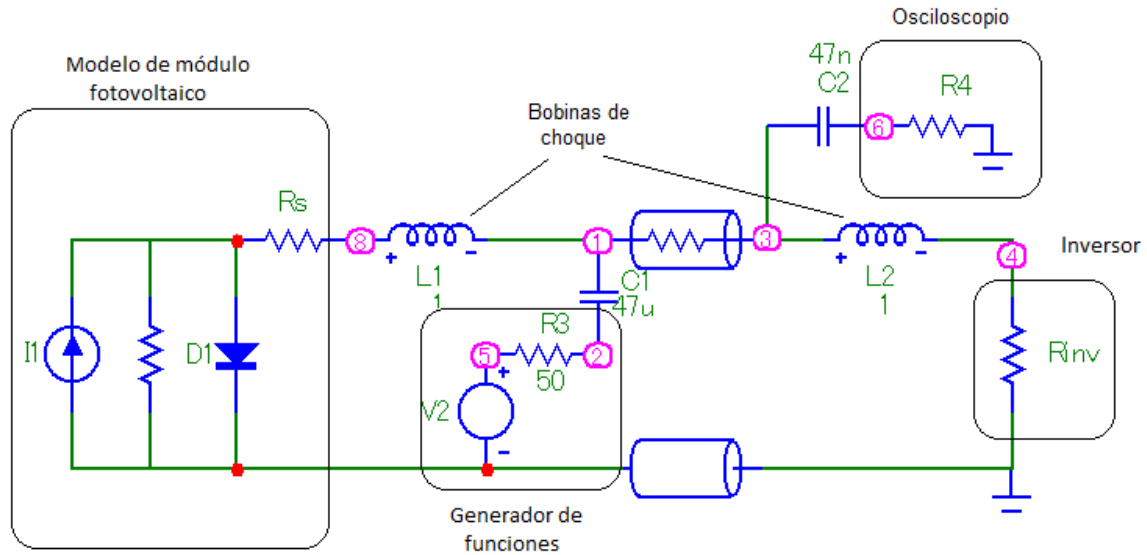 Osciloscopio
Modelo de módulo
fotovoltaico
47n
C2
R4
6
Bobinas de
choque
Rs
8
1
3
Inversor
4
L1
1
C1
47u
L2
1
R3
I1
D1
5
2
50
Rinv
V2
Generador de
funciones